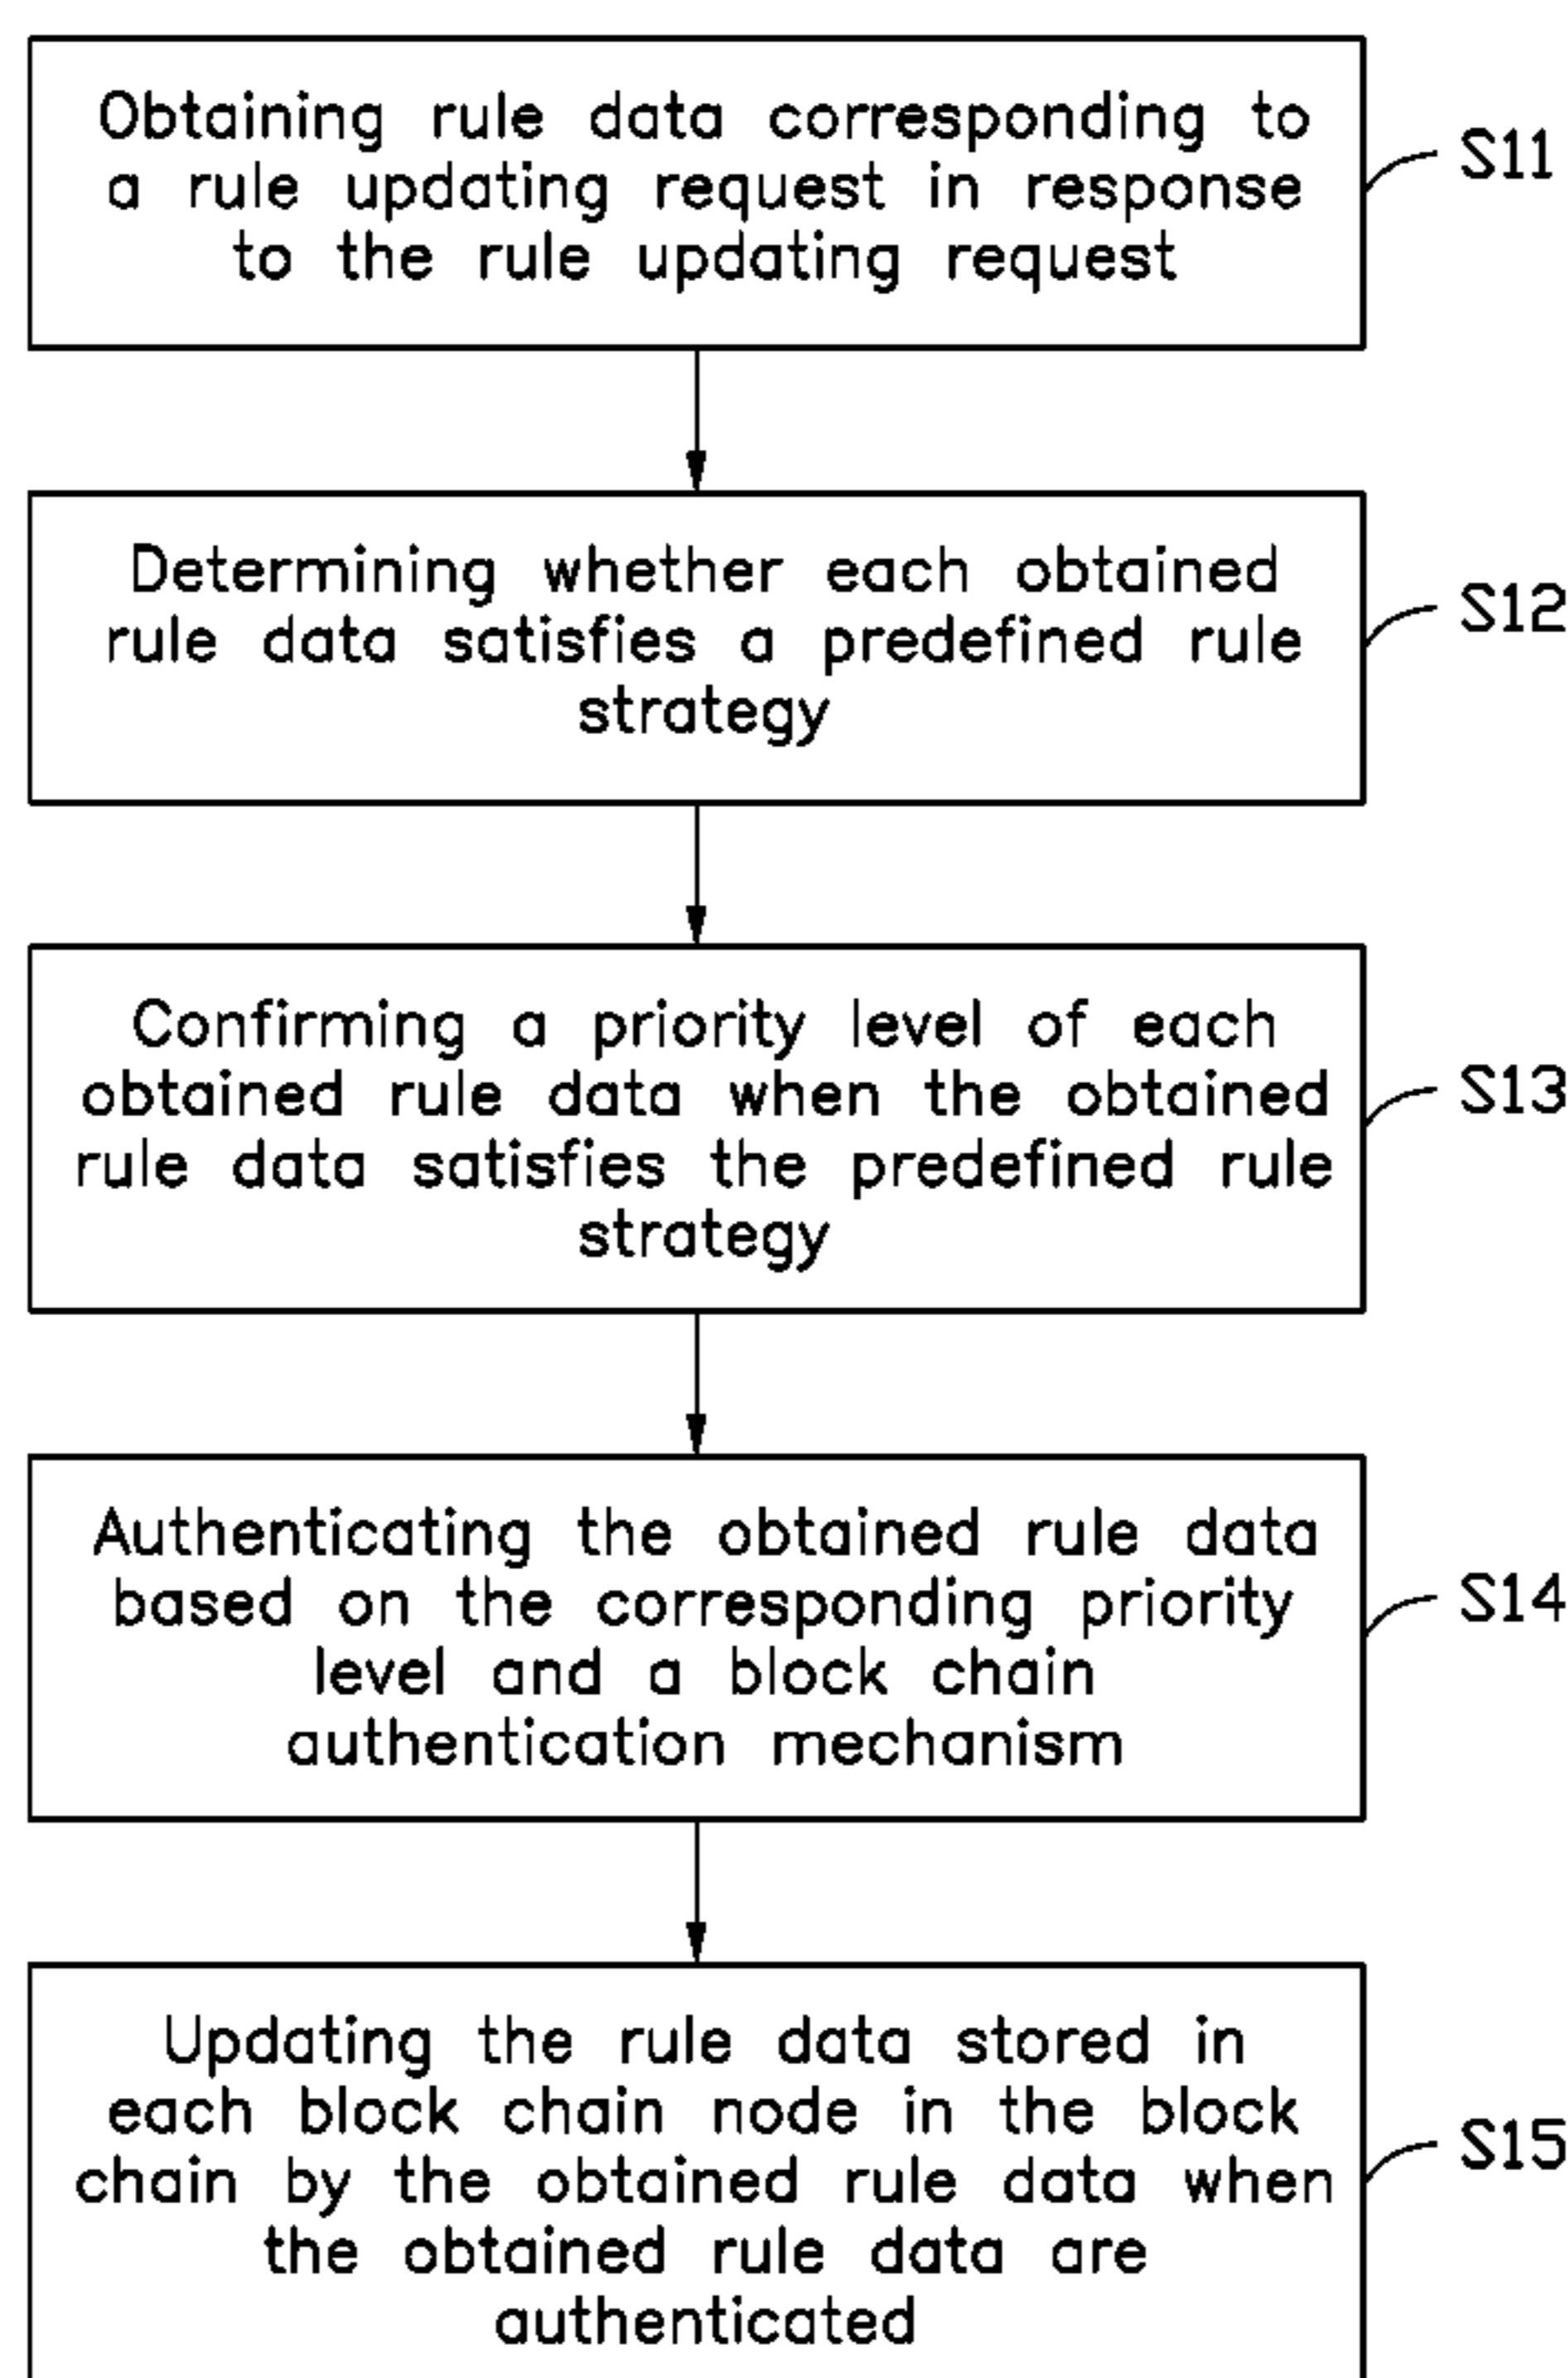 Obtaining rule data corresponding to
a rule updating request in response
to the rule updating request
S11
Determining whether each obtained
rule data satisfies a predefined rule
strategy
S12
Confirming a priority level of each
obtained rule data when the obtained
rule data satisfies the predefined rule
strategy
S13
Authenticating the obtained rule data
based on the corresponding priority
level and a block chain
authentication mechanism
S14
Updating the rule data stored in
each block chain node in the block
chain by the obtained rule data when
the obtained rule data are
authenticated
S15